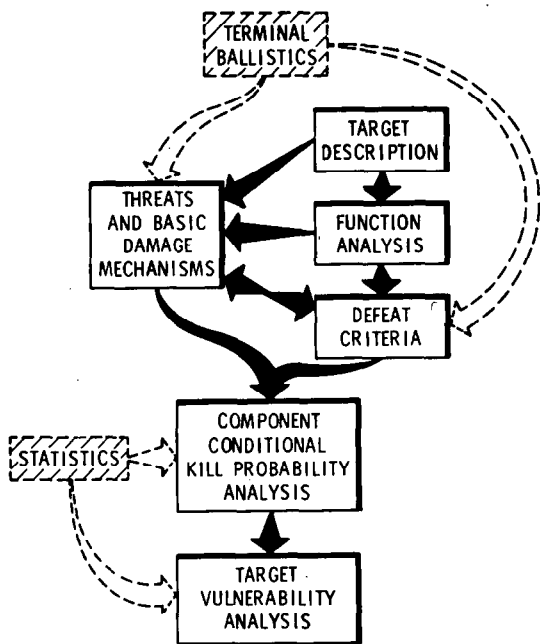 TERMINAL
BALLISTICS
TARGET
DESCRIPTION
THREATS
AND BASIC
DAMAGE
MECHANISMS
FUNCTION
ANALYSIS
DEFEAT
CRITERIA
COMPONENT
CONDITIONAL
KILL PROBABILITY
ANALYSIS
STATISTICS
TARGET
VULNERABILITY
ANALYSIS